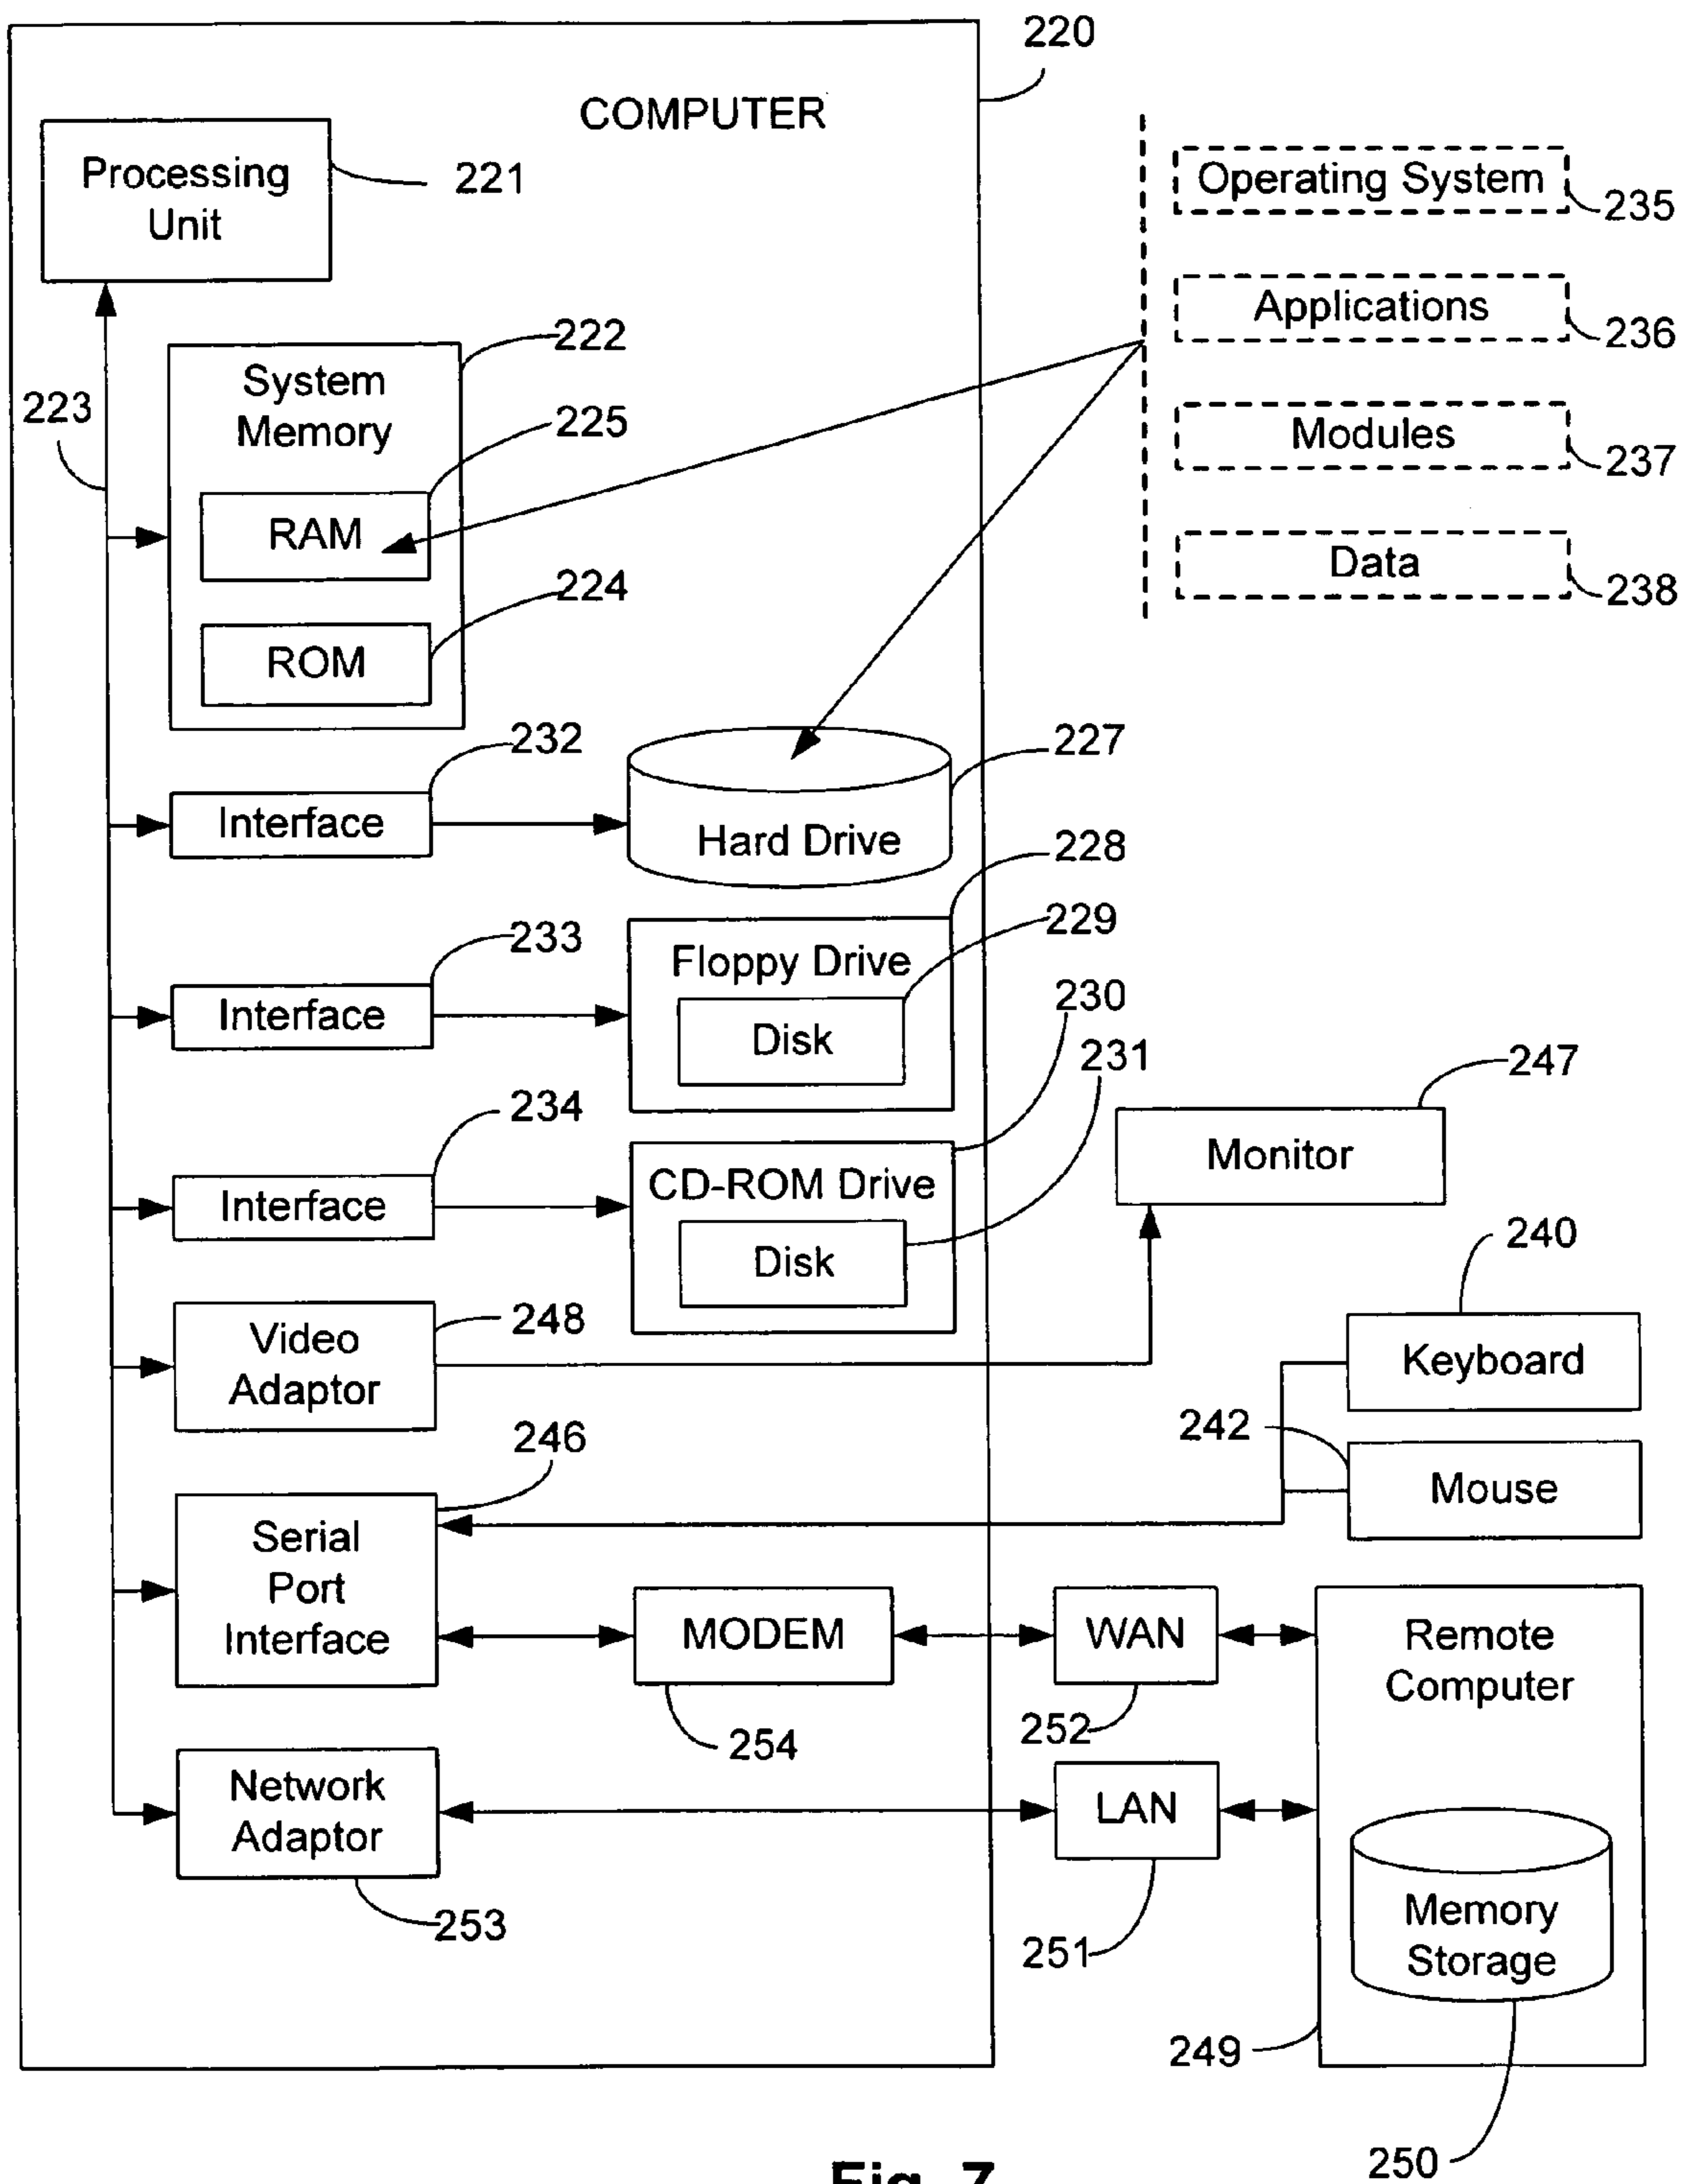 220
COMPUTER
Processing
Unit
221
Operating System
235
Applications
236
Modules
237
Data
238
222
System
Memory
223
225
RAM
224
ROM
232
Interface
227
Hard Drive
228
233
Interface
229
Floppy Drive
Disk
230
231
234
Interface
CD-ROM Drive
Disk
247
Monitor
240
Keyboard
248
Video
Adaptor
242
Mouse
246
Serial
Port
Interface
MODEM
254
WAN
252
Remote
Computer
Network
Adaptor
253
LAN
251
Memory
Storage
249
250
Fig. 7